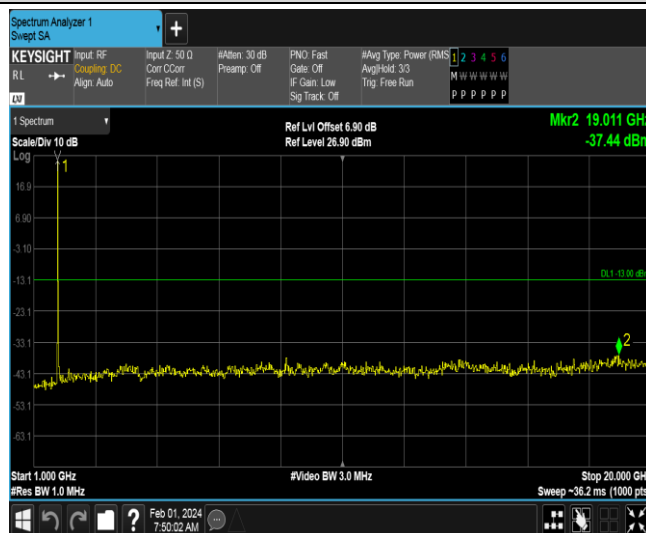 Spectrum Analyzer 1
Swept SA
+
KEYSIGHT Input: RF Input Z: 50 Ω #Atten: 30 dB PNO: Fast #Avg Type: Power (RMS 1 2 3 4 5 6
RL Coupling: DC Corr CCorr Preamp: Off Gate: Off Avg|Hold: 3/3 M W W W W W
Align: Auto Freq Ref: Int (S) IF Gain: Low Trig: Free Run
Sig Track: Off P P P P P P
LXI
1 Spectrum Ref Lvl Offset 6.90 dB Mkr2 19.011 GHz
Scale/Div 10 dB Ref Level 26.90 dBm -37.44 dBm
Log
1
16.9
6.90
-3.10
-13.1
DL1 -13.00 dBm
-23.1
-33.1
2
-43.1
-53.1
-63.1
Start 1.000 GHz #Video BW 3.0 MHz Stop 20.000 GHz
#Res BW 1.0 MHz Sweep ~36.2 ms (1000 pts
? Feb 01, 2024
7:50:02 AM